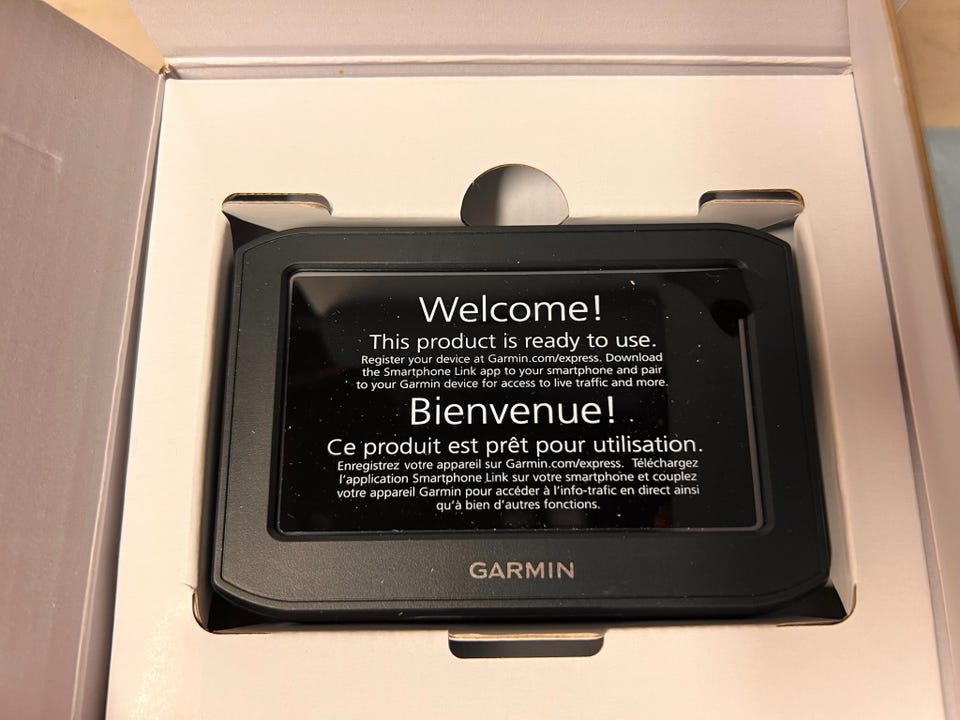 Welcome!
This product is ready to use.
Register your device at Garmin.com/express. Download
the Smartphone Link app to your smartphone and pair
to your Garmin device for access to live traffic and more.
Bienvenue!
Ce produit est prêt pour utilisation.
Enregistrez votre appareil sur Garmin.com/express. Téléchargez
l'application Smartphone Link sur votre smartphone et couplez
votre appareil Garmin pour accéder à l'info-trafic en direct ainsi
qu'à bien d'autres fonctions.
GARMIN